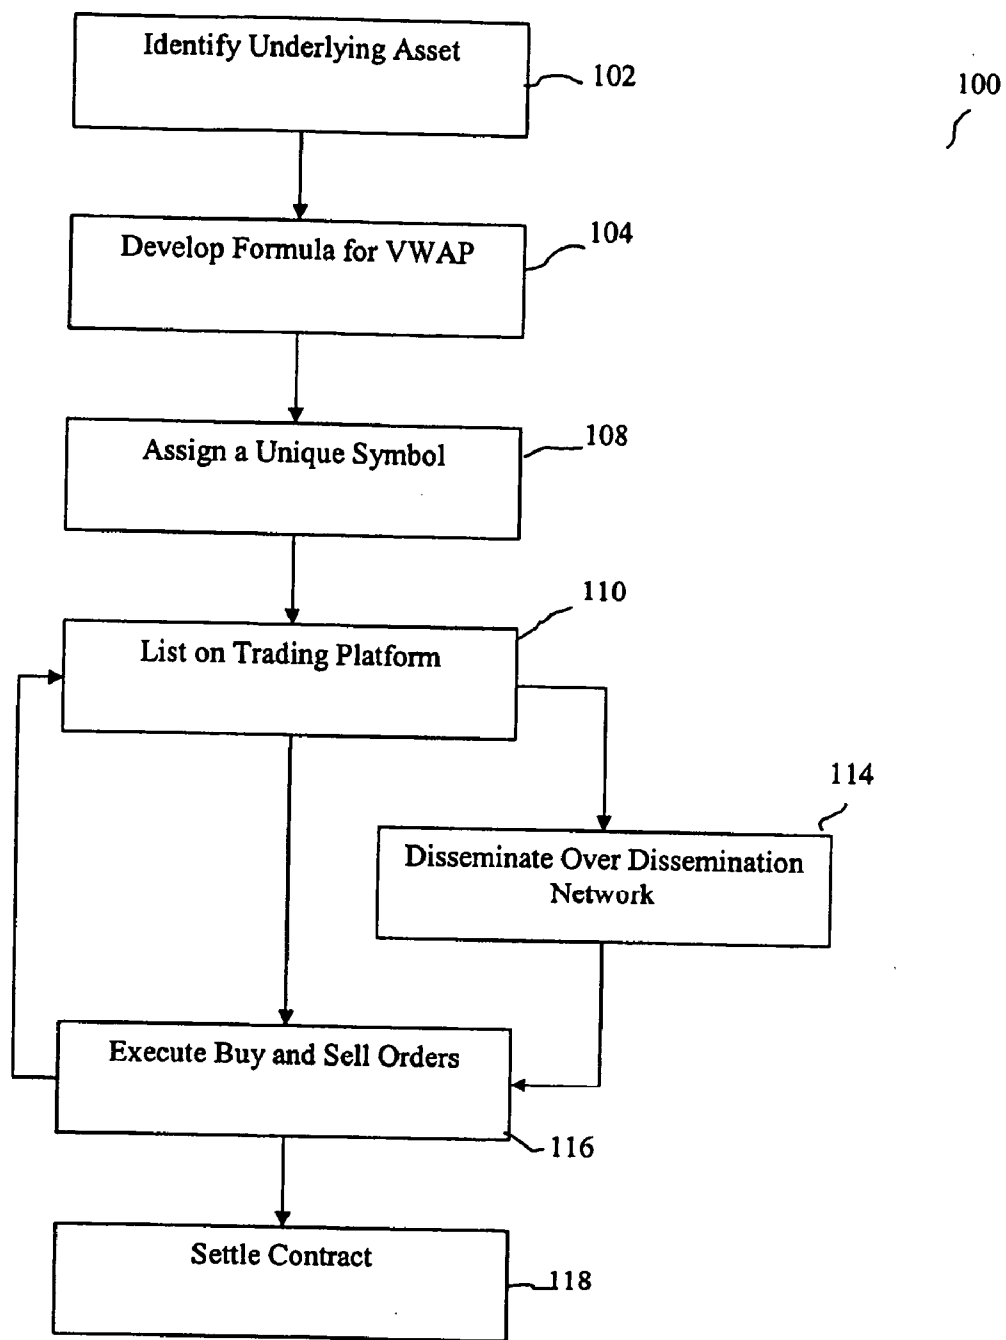 Identify Underlying Asset
102
100
Develop Formula for VWAP
104
Assign a Unique Symbol
108
110
List on Trading Platform
114
Disseminate Over Dissemination
Network
Execute Buy and Sell Orders
116
Settle Contract
118